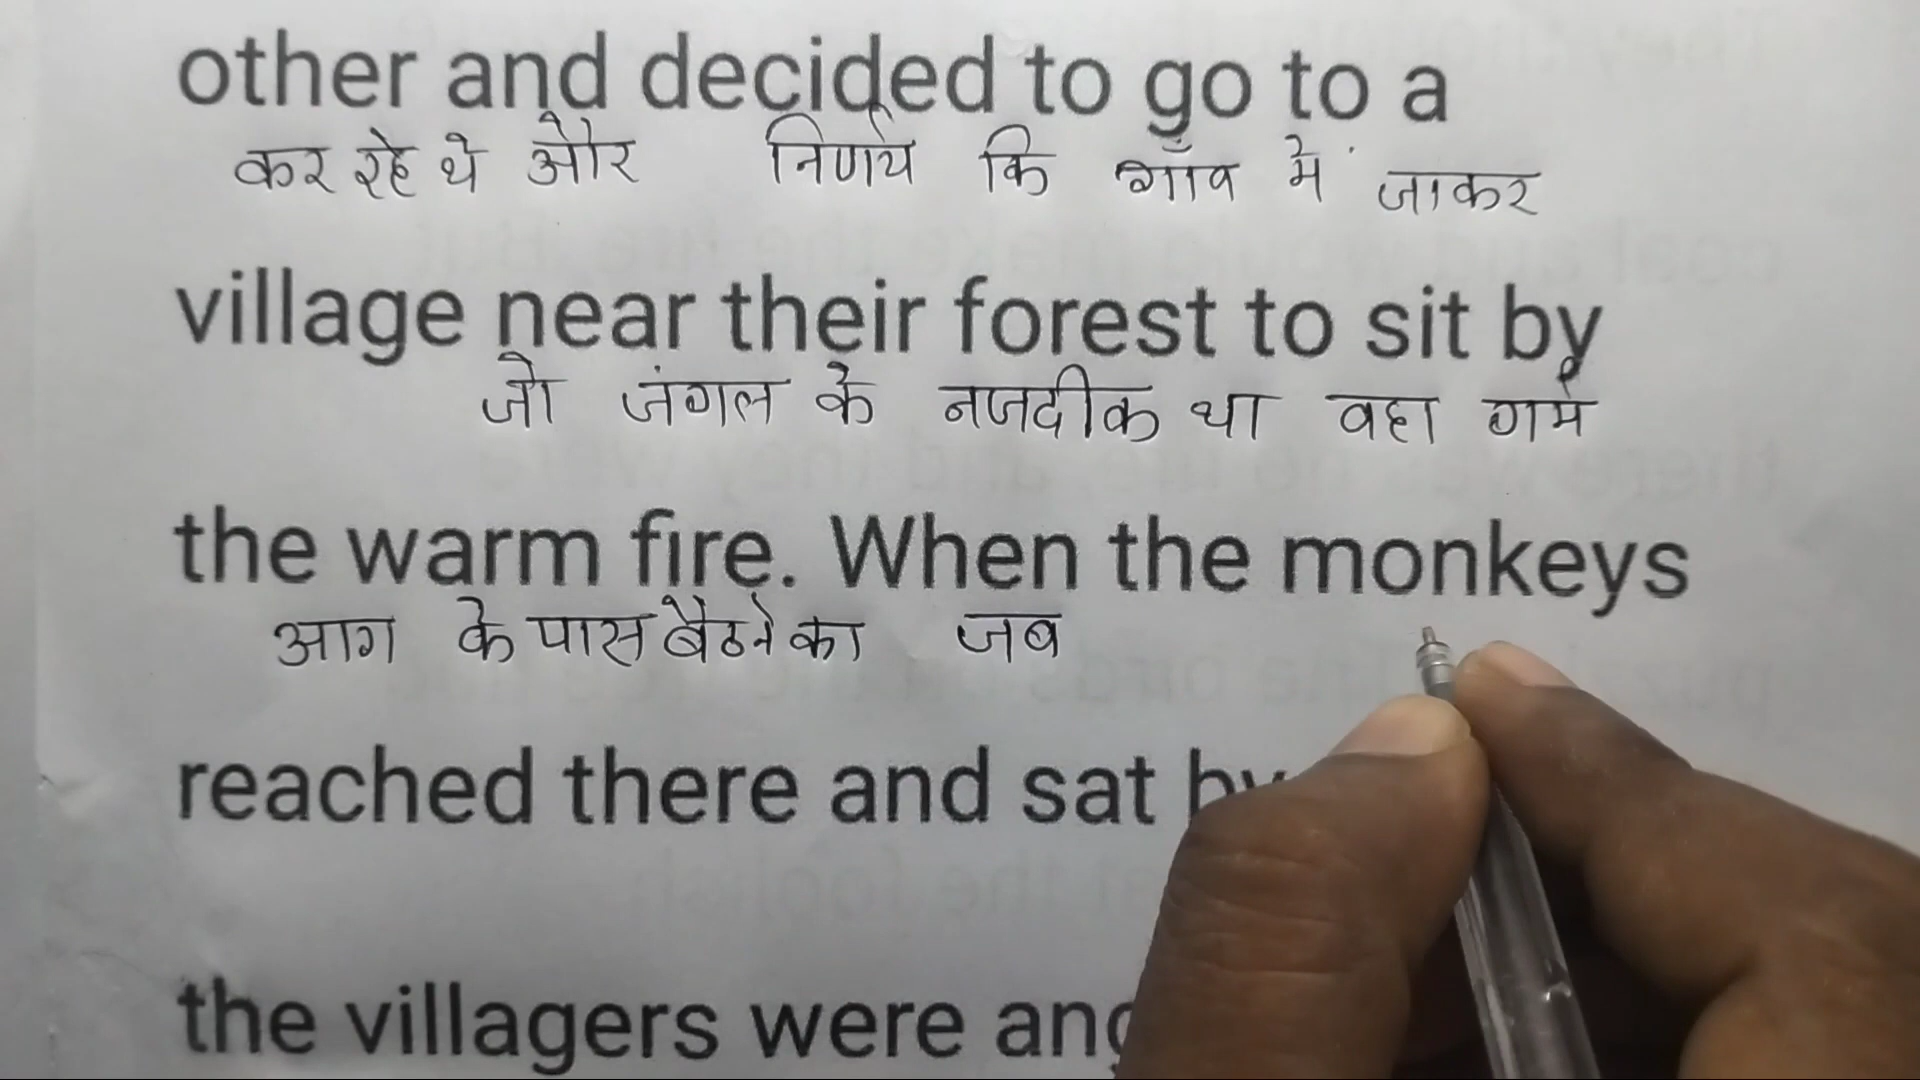 other and decided to go to a
कर रहे थे और निर्णय कि गाँव में जाकर
village near their forest to sit by
जो जंगल के नजदीक था वहा गर्म
the warm fire. When the monkeys
आग के पास बैठने का जब
reached there and sat by
the villagers were